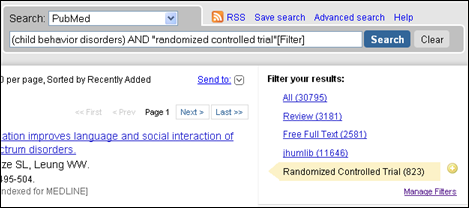 Search: PubMed
RSS Save search Advanced search Help
(child behavior disorders) AND "randomized controlled trial"[Filter]
Search Clear
0 per page, Sorted by Recently Added
Send to:
<< First < Prev Page 1 Next > Last >>
ation improves language and social interaction of
ctrum disorders.
ze SL, Leung WW.
495-504.
ndexed for MEDLINE]
Filter your results:
All (30795)
Review (3181)
Free Full Text (2581)
jhumlib (11646)
Randomized Controlled Trial (823)
Manage Filters